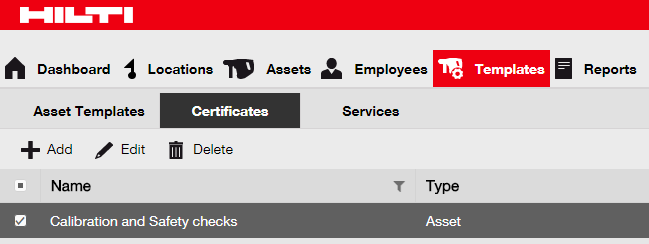 HILTI
Dashboard Locations Assets Employees Templates Reports
Asset Templates Certificates Services
Add Edit Delete
Name Type
Calibration and Safety checks Asset